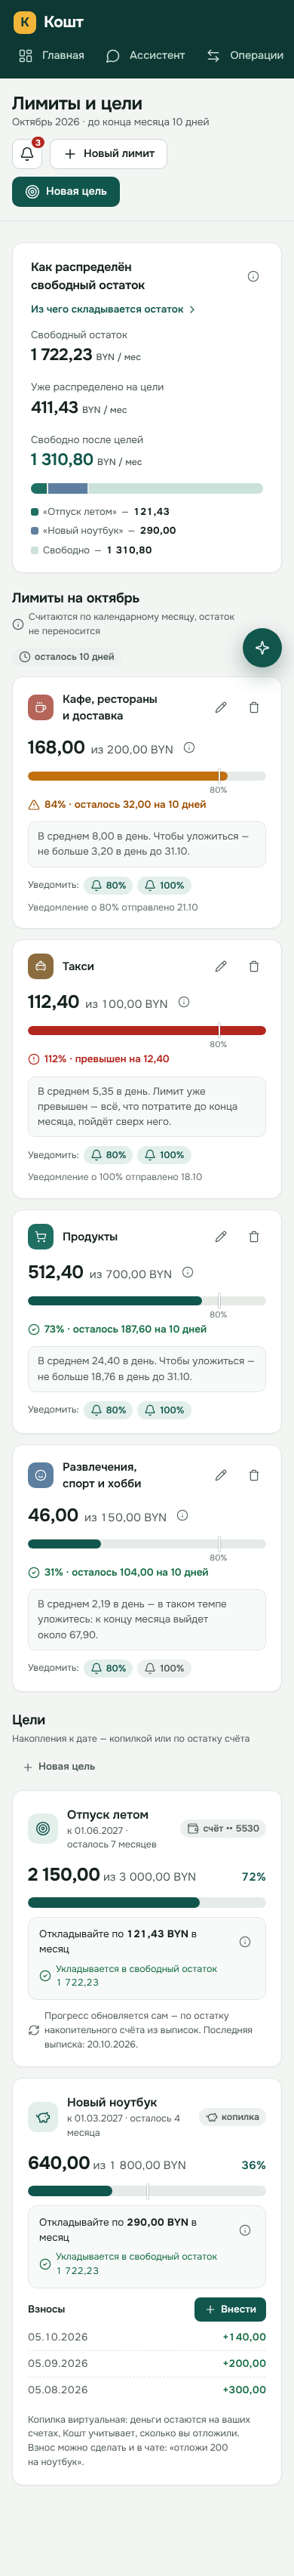 К Кошт
Главная Ассистент Операции
Лимиты и цели
Октябрь 2026 · до конца месяца 10 дней
3
Новый лимит
Новая цель
Как распределён
свободный остаток
Из чего складывается остаток
Свободный остаток
1 722,23 BYN / мес
Уже распределено на цели
411,43 BYN / мес
Свободно после целей
1 310,80 BYN / мес
«Отпуск летом» — 121,43
«Новый ноутбук» — 290,00
Свободно — 1 310,80
Лимиты на октябрь
Считаются по календарному месяцу, остаток
не переносится
осталось 10 дней
Кафе, рестораны
и доставка
168,00 из 200,00 BYN
80%
84% · осталось 32,00 на 10 дней
В среднем 8,00 в день. Чтобы уложиться —
не больше 3,20 в день до 31.10.
Уведомить: 80% 100%
Уведомление о 80% отправлено 21.10
Такси
112,40 из 100,00 BYN
80%
112% · превышен на 12,40
В среднем 5,35 в день. Лимит уже
превышен — всё, что потратите до конца
месяца, пойдёт сверх него.
Уведомить: 80% 100%
Уведомление о 100% отправлено 18.10
Продукты
512,40 из 700,00 BYN
80%
73% · осталось 187,60 на 10 дней
В среднем 24,40 в день. Чтобы уложиться —
не больше 18,76 в день до 31.10.
Уведомить: 80% 100%
Развлечения,
спорт и хобби
46,00 из 150,00 BYN
80%
31% · осталось 104,00 на 10 дней
В среднем 2,19 в день — в таком темпе
уложитесь: к концу месяца выйдет
около 67,90.
Уведомить: 80% 100%
Цели
Накопления к дате — копилкой или по остатку счёта
Новая цель
Отпуск летом
к 01.06.2027 ·
осталось 7 месяцев
счёт •• 5530
2 150,00 из 3 000,00 BYN 72%
Откладывайте по 121,43 BYN в
месяц
Укладывается в свободный остаток
1 722,23
Прогресс обновляется сам — по остатку
накопительного счёта из выписок. Последняя
выписка: 20.10.2026.
Новый ноутбук
к 01.03.2027 · осталось 4
месяца
копилка
640,00 из 1 800,00 BYN 36%
Откладывайте по 290,00 BYN в
месяц
Укладывается в свободный остаток
1 722,23
Взносы Внести
05.10.2026 +140,00
05.09.2026 +200,00
05.08.2026 +300,00
Копилка виртуальная: деньги остаются на ваших
счетах, Кошт учитывает, сколько вы отложили.
Взнос можно сделать и в чате: «отложи 200
на ноутбук».